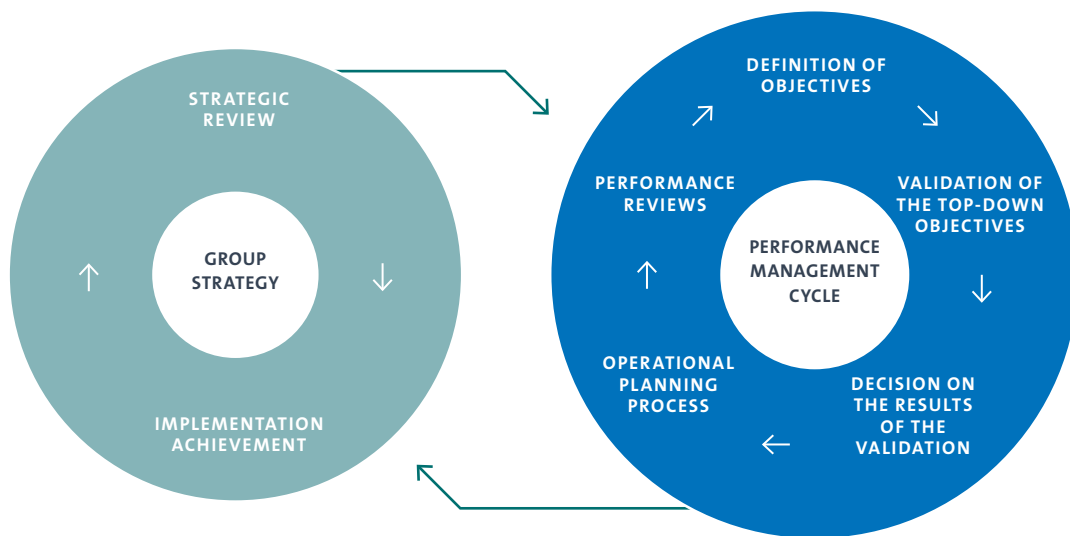 STRATEGIC
REVIEW
GROUP
STRATEGY
IMPLEMENTATION
ACHIEVEMENT
DEFINITION OF
OBJECTIVES
VALIDATION OF
THE TOP-DOWN
OBJECTIVES
DECISION ON
THE RESULTS
OF THE
VALIDATION
OPERATIONAL
PLANNING
PROCESS
PERFORMANCE
REVIEWS
PERFORMANCE
MANAGEMENT
CYCLE